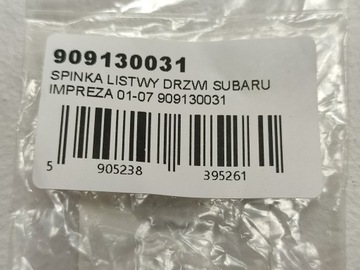 909130031
SPINKA LISTWY DRZWI SUBARU
IMPREZA 01-07 909130031
5 905238 395261